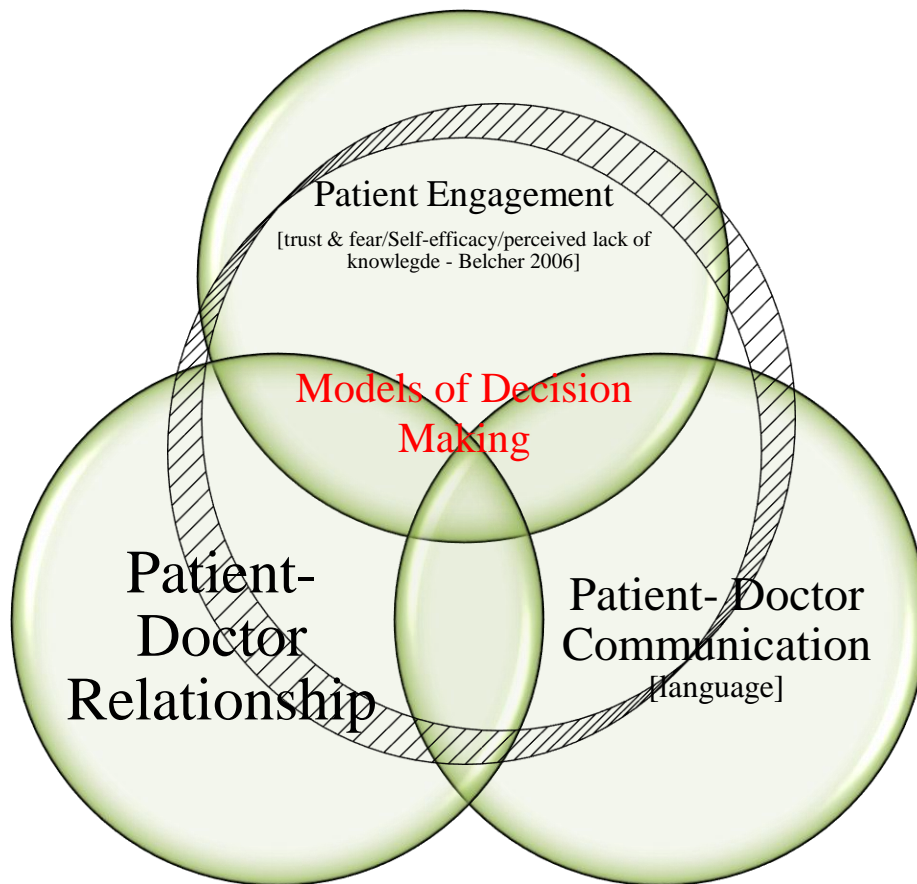 Patient Engagement
[trust & fear/Self-efficacy/perceived lack of
knowlegde - Belcher 2006]
Models of Decision
Making
Patient-
Doctor
Relationship
Patient- Doctor
Communication
[language]